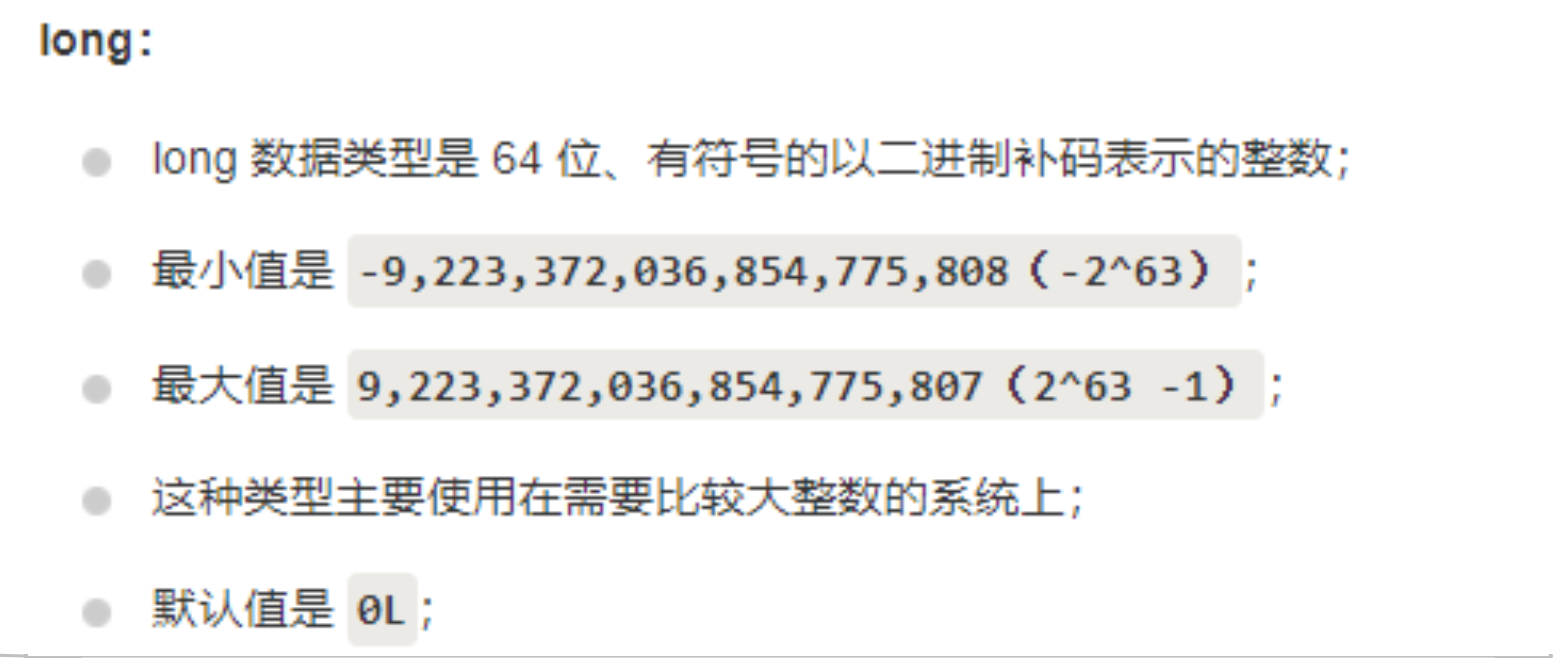 long：
long 数据类型是 64 位、有符号的以二进制补码表示的整数；
最小值是 -9,223,372,036,854,775,808（-2^63）；
最大值是 9,223,372,036,854,775,807（2^63 -1）；
这种类型主要使用在需要比较大整数的系统上；
默认值是 0L；